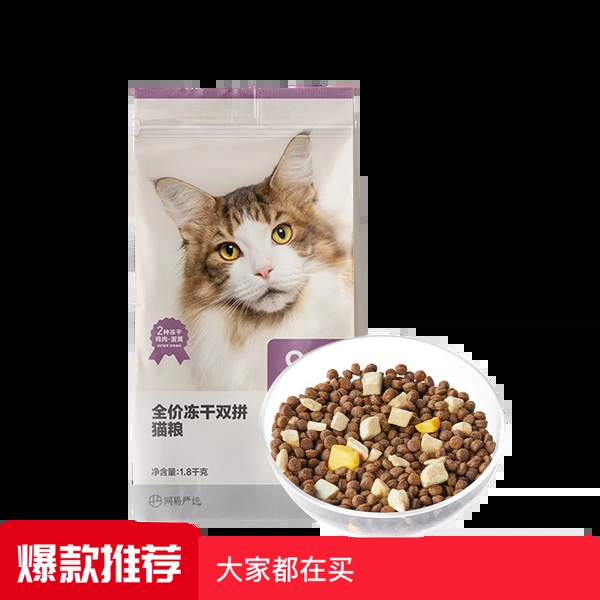 2种冻干
鸡肉·蛋黄
全价冻干双拼
猫粮
净含量:1.8千克
网易严选
爆款推荐
大家都在买